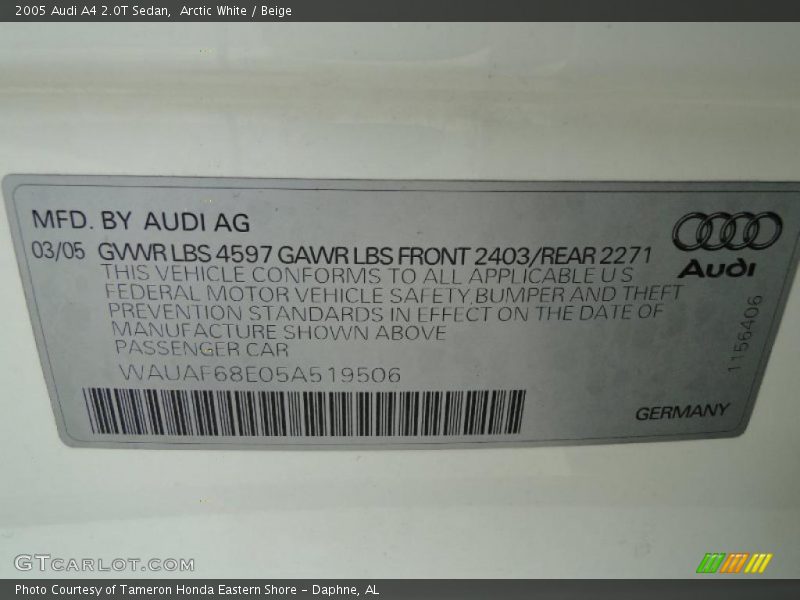 2005 Audi A4 2.0T Sedan,  Arctic White / Beige
MFD. BY AUDI AG
03/05 GVWR LBS 4597 GAWR LBS FRONT 2403/REAR 2271
THIS VEHICLE CONFORMS TO ALL APPLICABLE U S
FEDERAL MOTOR VEHICLE SAFETY,BUMPER AND THEFT
PREVENTION STANDARDS IN EFFECT ON THE DATE OF
MANUFACTURE SHOWN ABOVE
PASSENGER CAR
WAUAF68E05A519506
Audi
1156406
GERMANY
GTCARLOT.COM
Photo Courtesy of Tameron Honda Eastern Shore - Daphne, AL